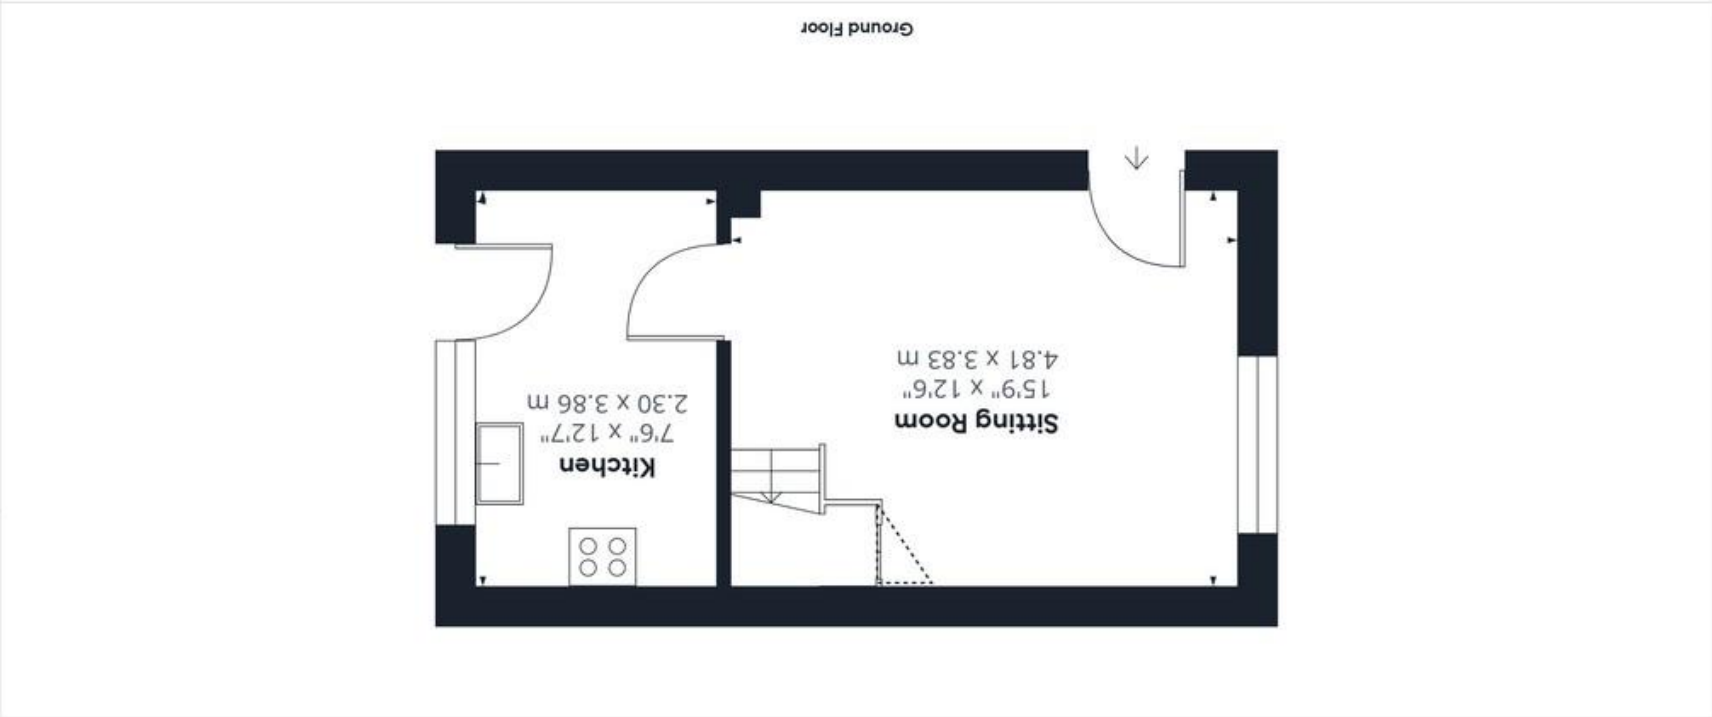 Kitchen
7'6" x 12'7"
2.30 x 3.86 m
Sitting Room
15'9" x 12'6"
4.81 x 3.83 m
Ground Floor